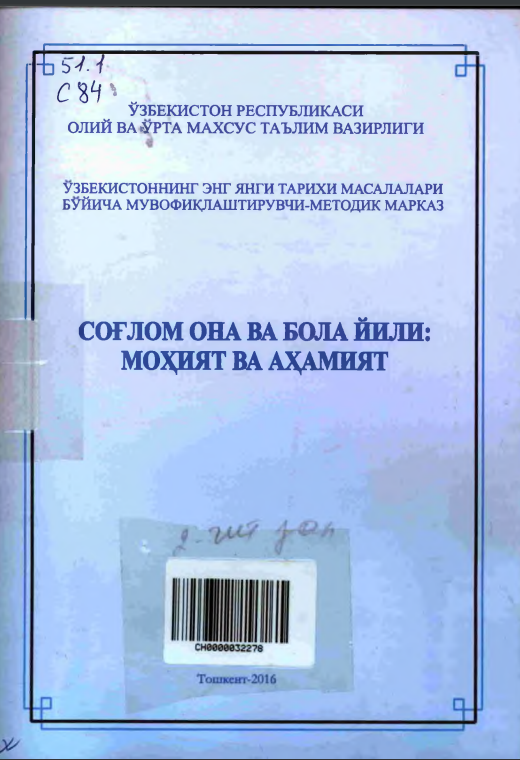 51.1
С 84
ЎЗБЕКИСТОН РЕСПУБЛИКАСИ
ОЛИЙ ВА ЎРТА МАХСУС ТАЪЛИМ ВАЗИРЛИГИ
ЎЗБЕКИСТОННИНГ ЭНГ ЯНГИ ТАРИХИ МАСАЛАЛАРИ
БЎЙИЧА МУВОФИҚЛАШТИРУВЧИ-МЕТОДИК МАРКАЗ
СОҒЛОМ ОНА ВА БОЛА ЙИЛИ:
МОҲИЯТ ВА АҲАМИЯТ
CH0000032278
Тошкент-2016